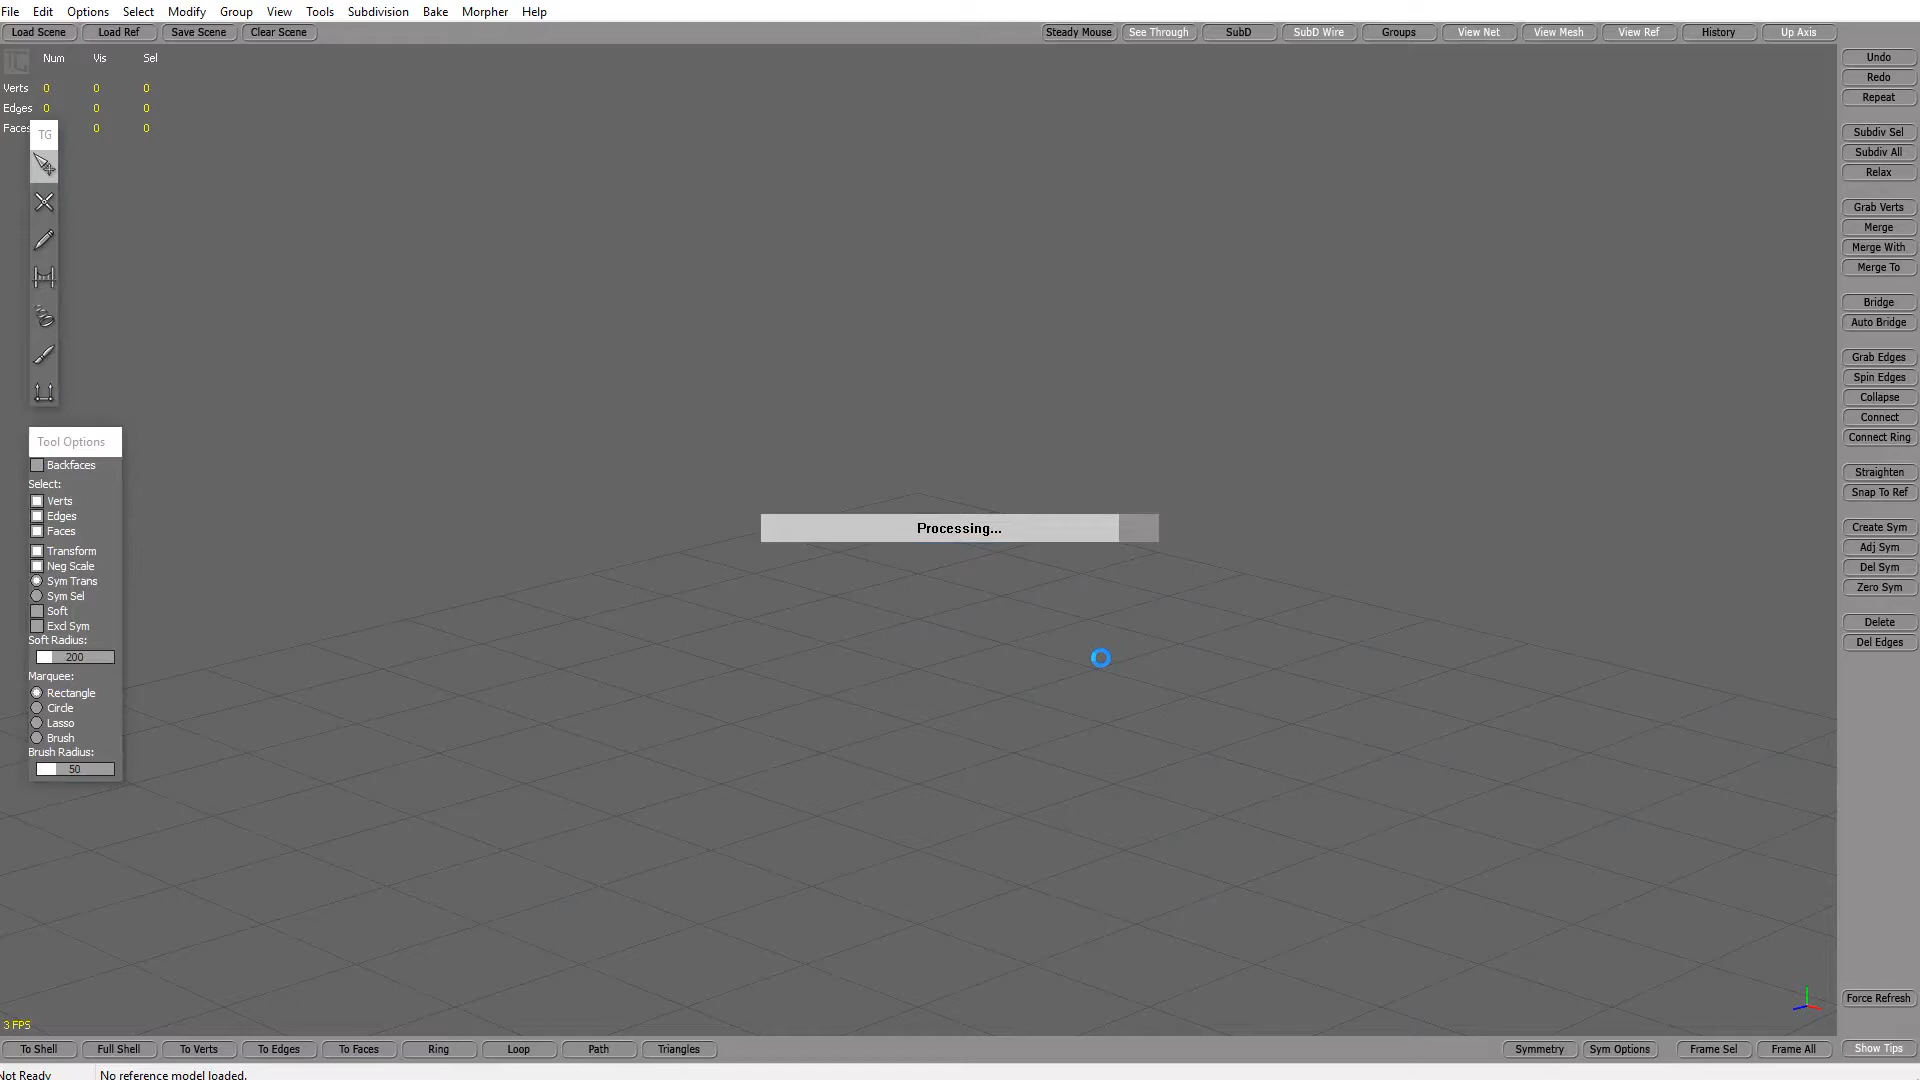 File Edit Options Select Modify Group View Tools Subdivision Bake Morpher Help
Load Scene Load Ref Save Scene Clear Scene Steady Mouse See Through SubD SubD Wire Groups View Net View Mesh View Ref History Up Axis
Num Vis Sel
Verts 0 0 0
Edges 0 0 0
Faces 0 0
TG
Tool Options
Backfaces
Select:
Verts
Edges
Faces
Transform
Neg Scale
Sym Trans
Sym Sel
Soft
Excl Sym
Soft Radius:
200
Marquee:
Rectangle
Circle
Lasso
Brush
Brush Radius:
50
Processing...
Undo
Redo
Repeat
Subdiv Sel
Subdiv All
Relax
Grab Verts
Merge
Merge With
Merge To
Bridge
Auto Bridge
Grab Edges
Spin Edges
Collapse
Connect
Connect Ring
Straighten
Snap To Ref
Create Sym
Adj Sym
Del Sym
Zero Sym
Delete
Del Edges
Force Refresh
3 FPS
To Shell Full Shell To Verts To Edges To Faces Ring Loop Path Triangles Symmetry Sym Options Frame Sel Frame All Show Tips
Not Ready No reference model loaded.